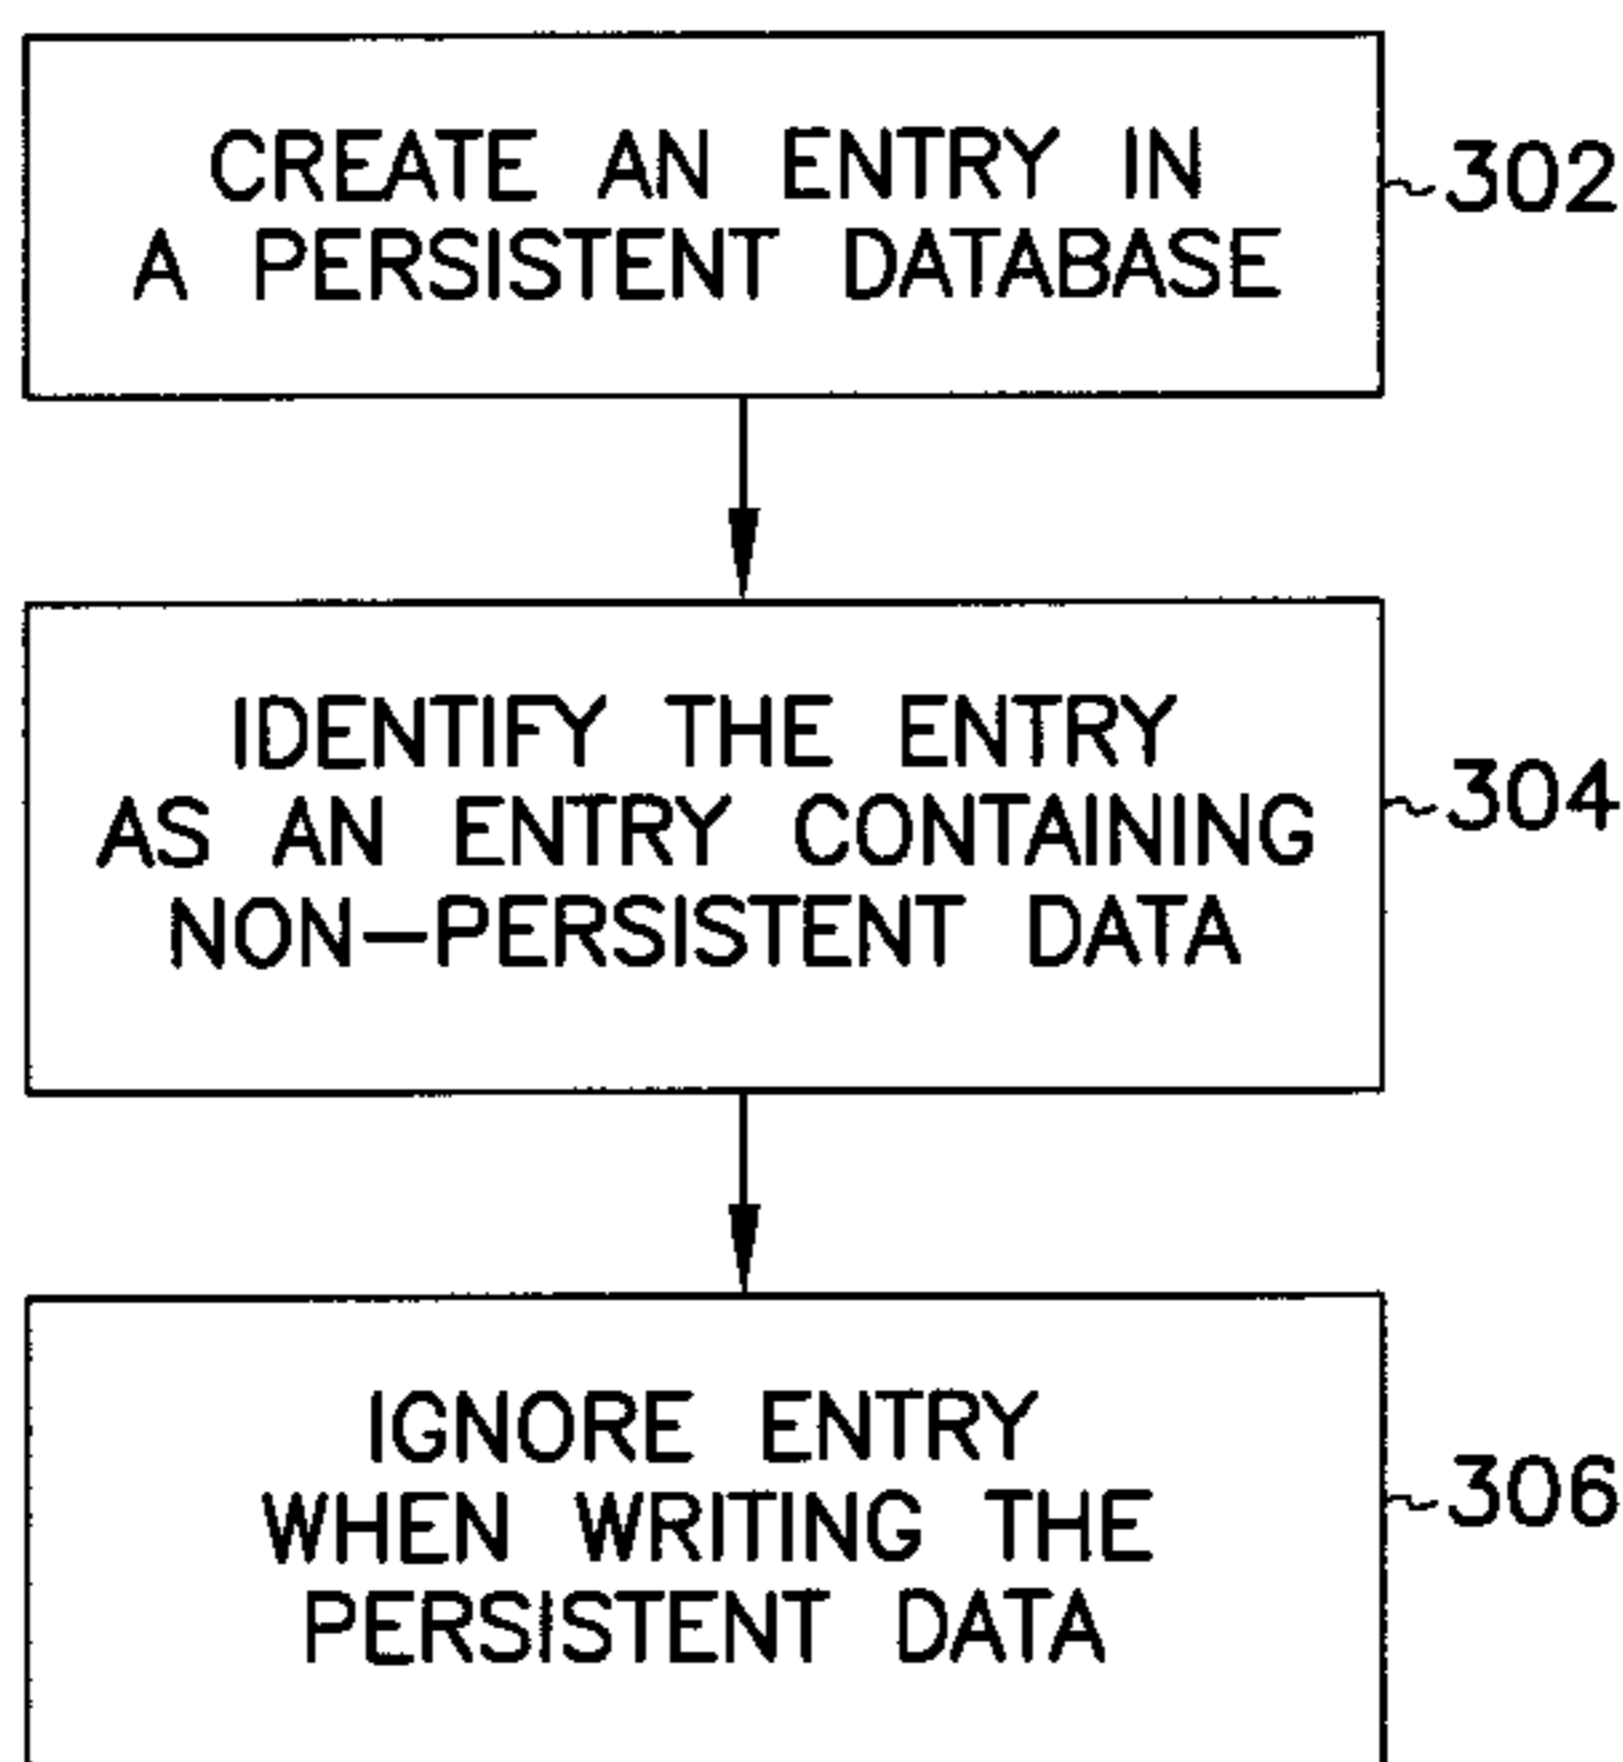 CREATE AN ENTRY IN
A PERSISTENT DATABASE
302
IDENTIFY THE ENTRY
AS AN ENTRY CONTAINING
NON-PERSISTENT DATA
304
IGNORE ENTRY
WHEN WRITING THE
PERSISTENT DATA
306